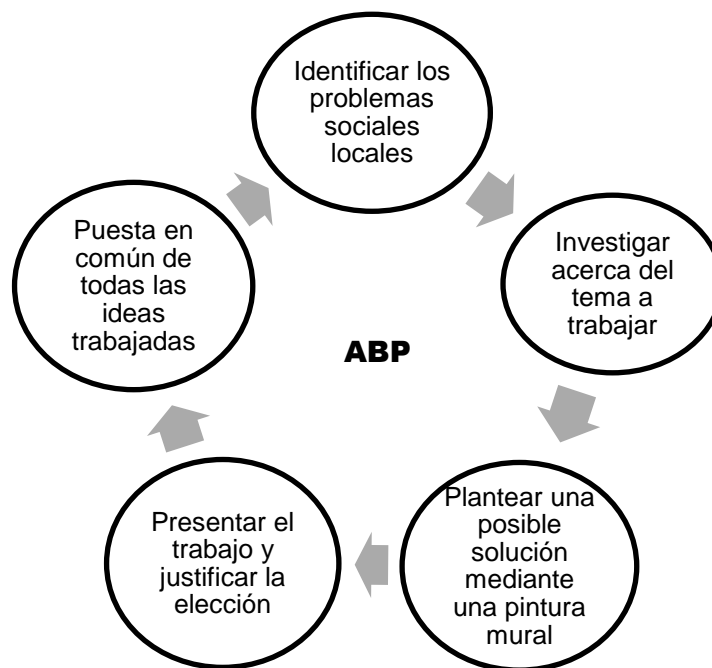 Identificar los
problemas
sociales
locales
Investigar
acerca del
tema a
trabajar
Plantear una
posible
solución
mediante
una pintura
mural
Presentar el
trabajo y
justificar la
elección
Puesta en
común de
todas las
ideas
trabajadas
ABP